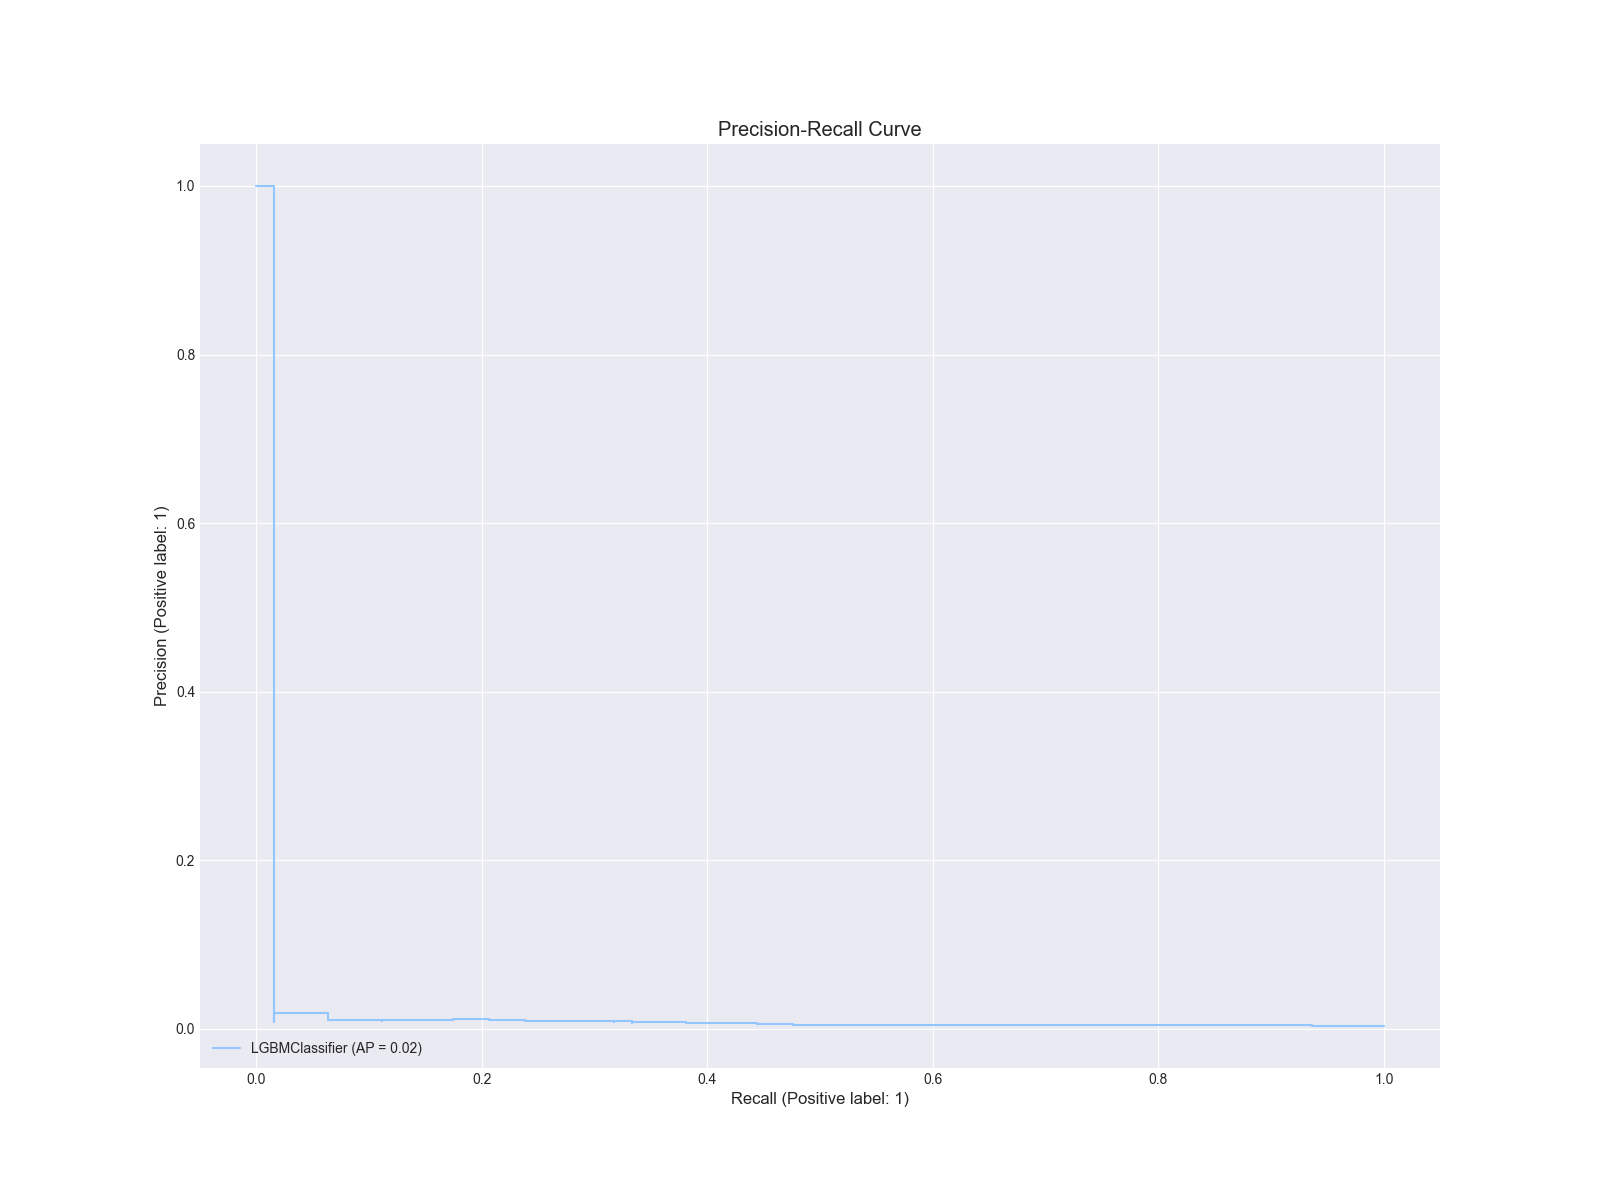 Precision-Recall Curve
1.0
0.8
0.6
0.4
0.2
0.0
Precision (Positive label: 1)
LGBMClassifier (AP = 0.02)
0.0 0.2 0.4 0.6 0.8 1.0
Recall (Positive label: 1)